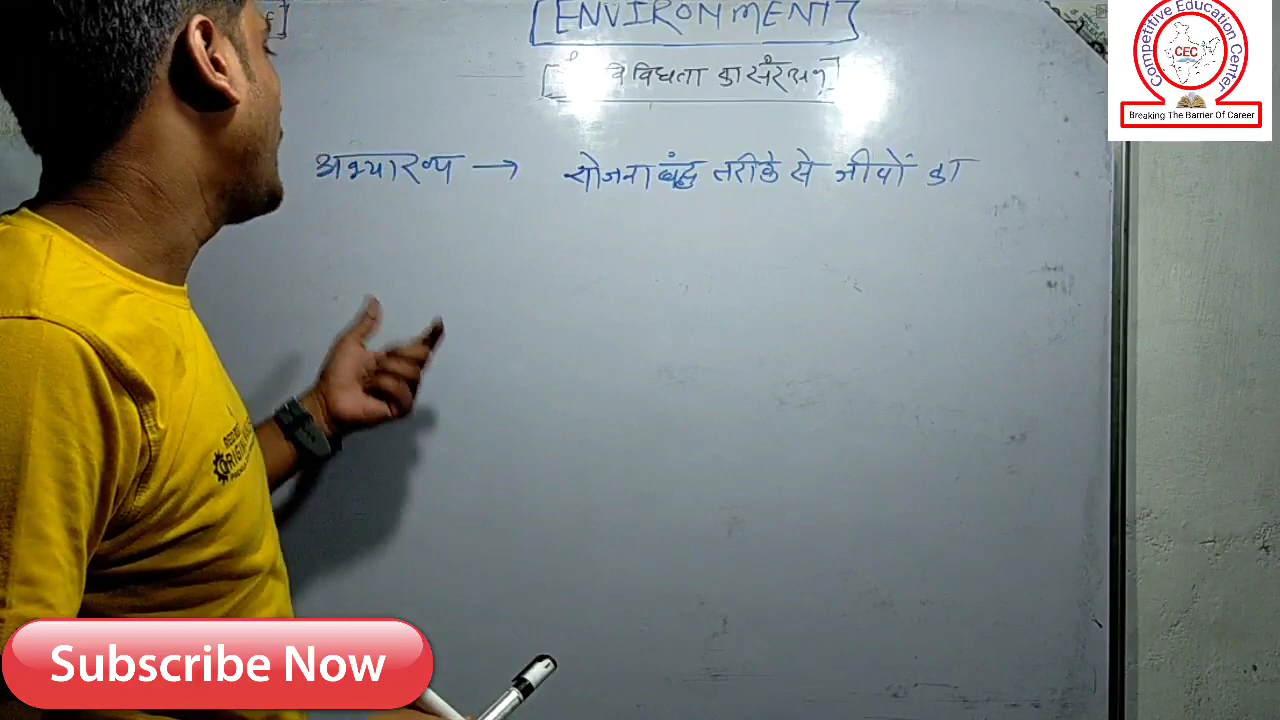 [ENVIRONMENT]
विविधता का संरक्षण
अभ्यारण्य → योजना बंद्ध तरीके से जीवों का
Competitive Education Center
CEC
Breaking The Barrier Of Career
ORIGIN
Subscribe Now